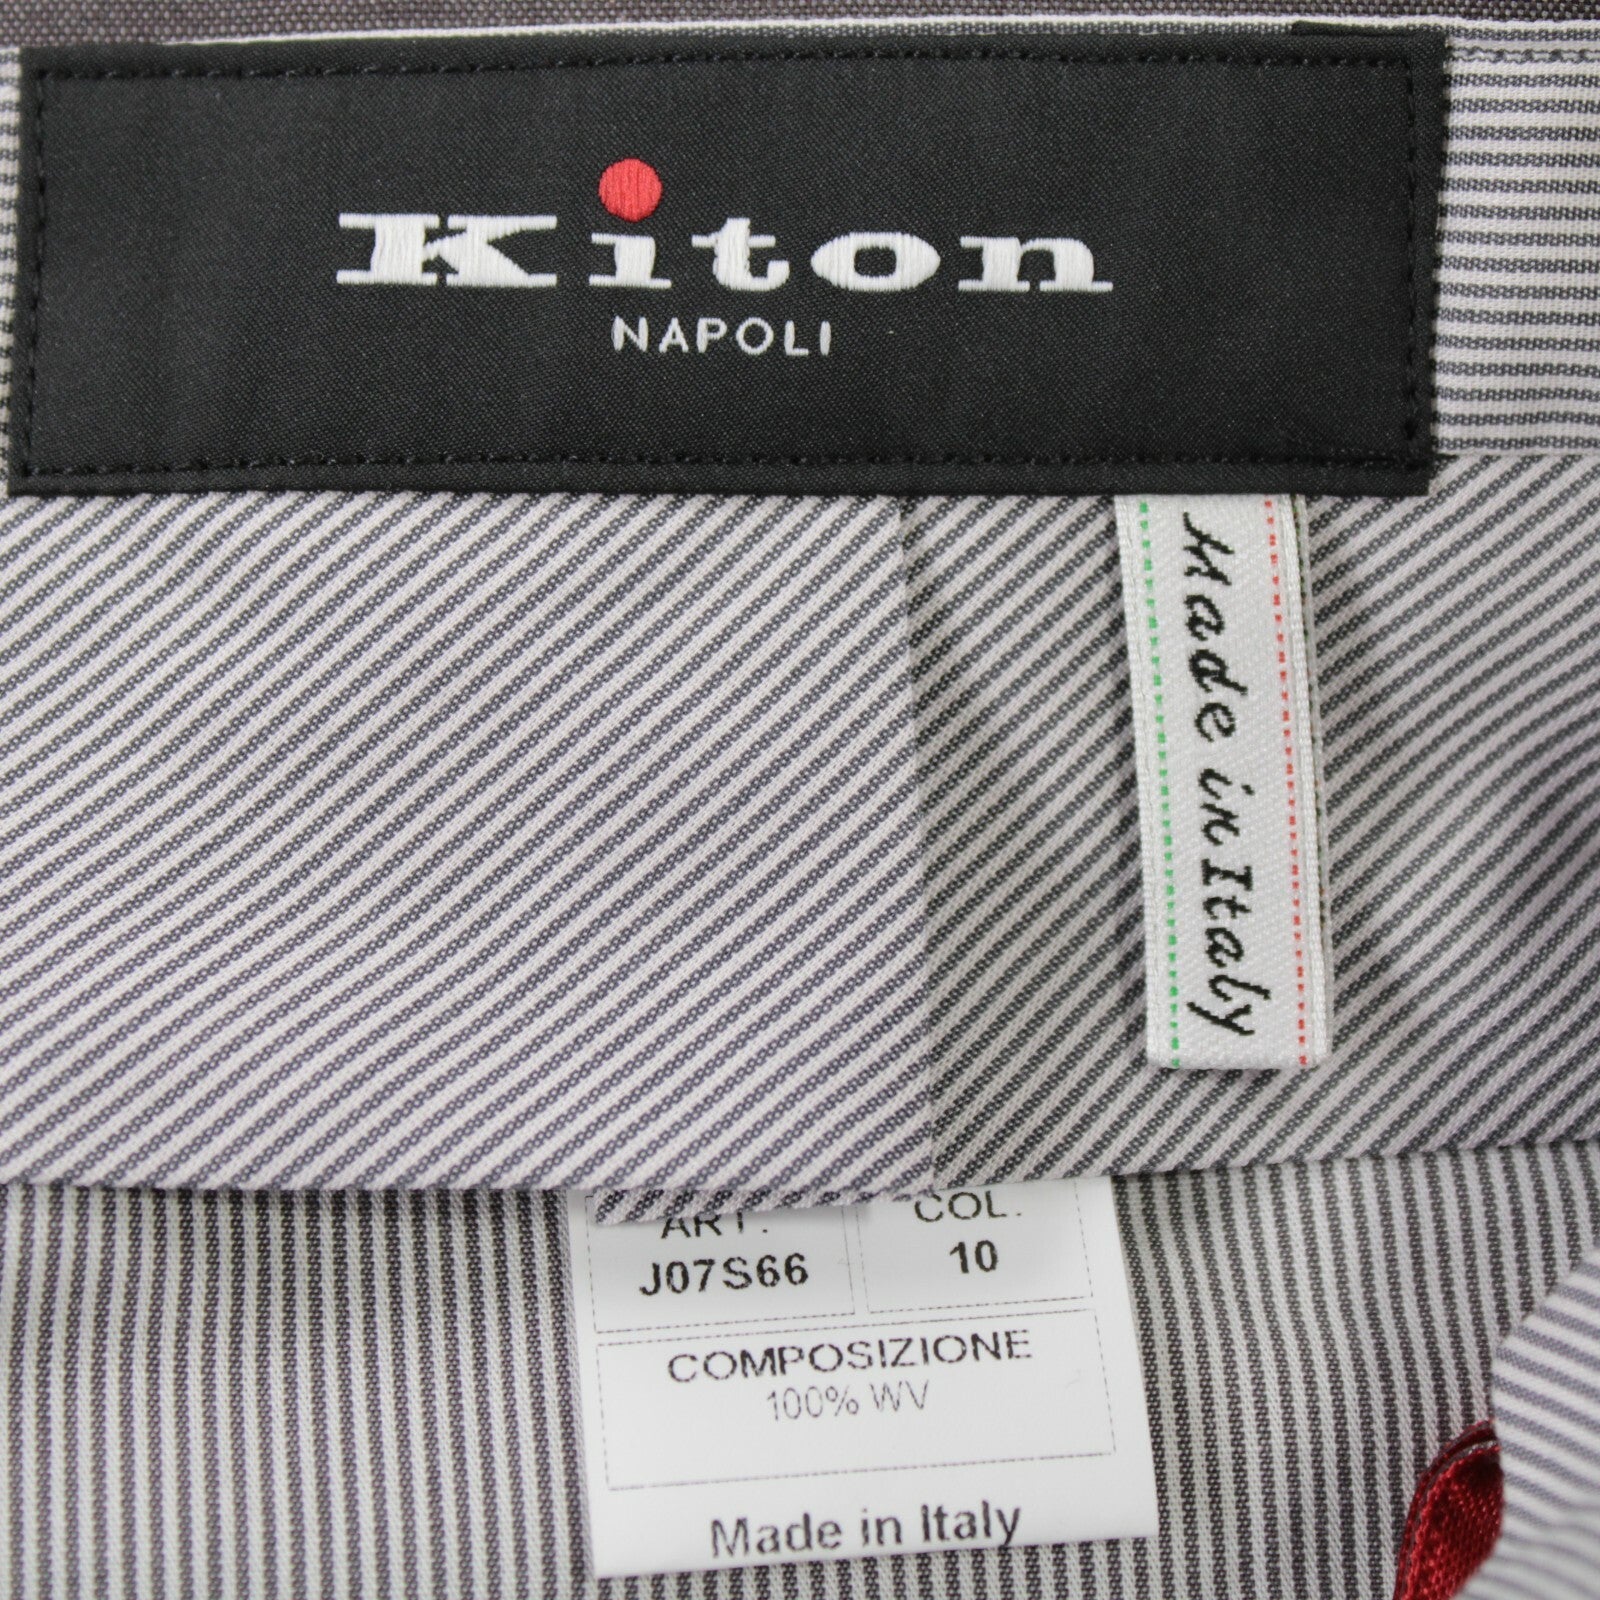 Kiton
NAPOLI
Made in Italy
ART. COL.
J07S66 10
COMPOSIZIONE
100% WV
Made in Italy